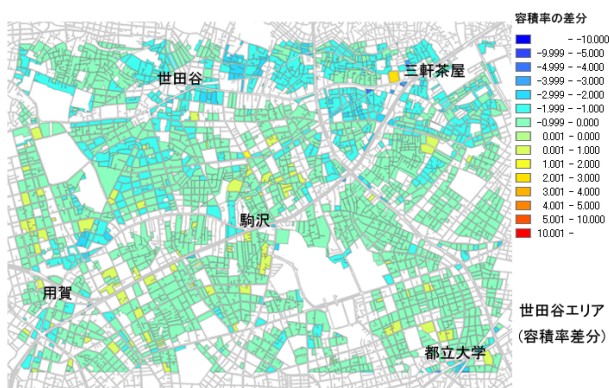 容積率の差分
- -10.000
-9.999 - -5.000
-4.999 - -4.000
-3.999 - -3.000
-2.999 - -2.000
-1.999 - -1.000
-0.999 - 0.000
0.001 - 0.000
0.001 - 1.000
1.001 - 2.000
2.001 - 3.000
3.001 - 4.000
4.001 - 5.000
5.001 - 10.000
10.001 -
世田谷
三軒茶屋
駒沢
用賀
都立大学
世田谷エリア
(容積率差分)